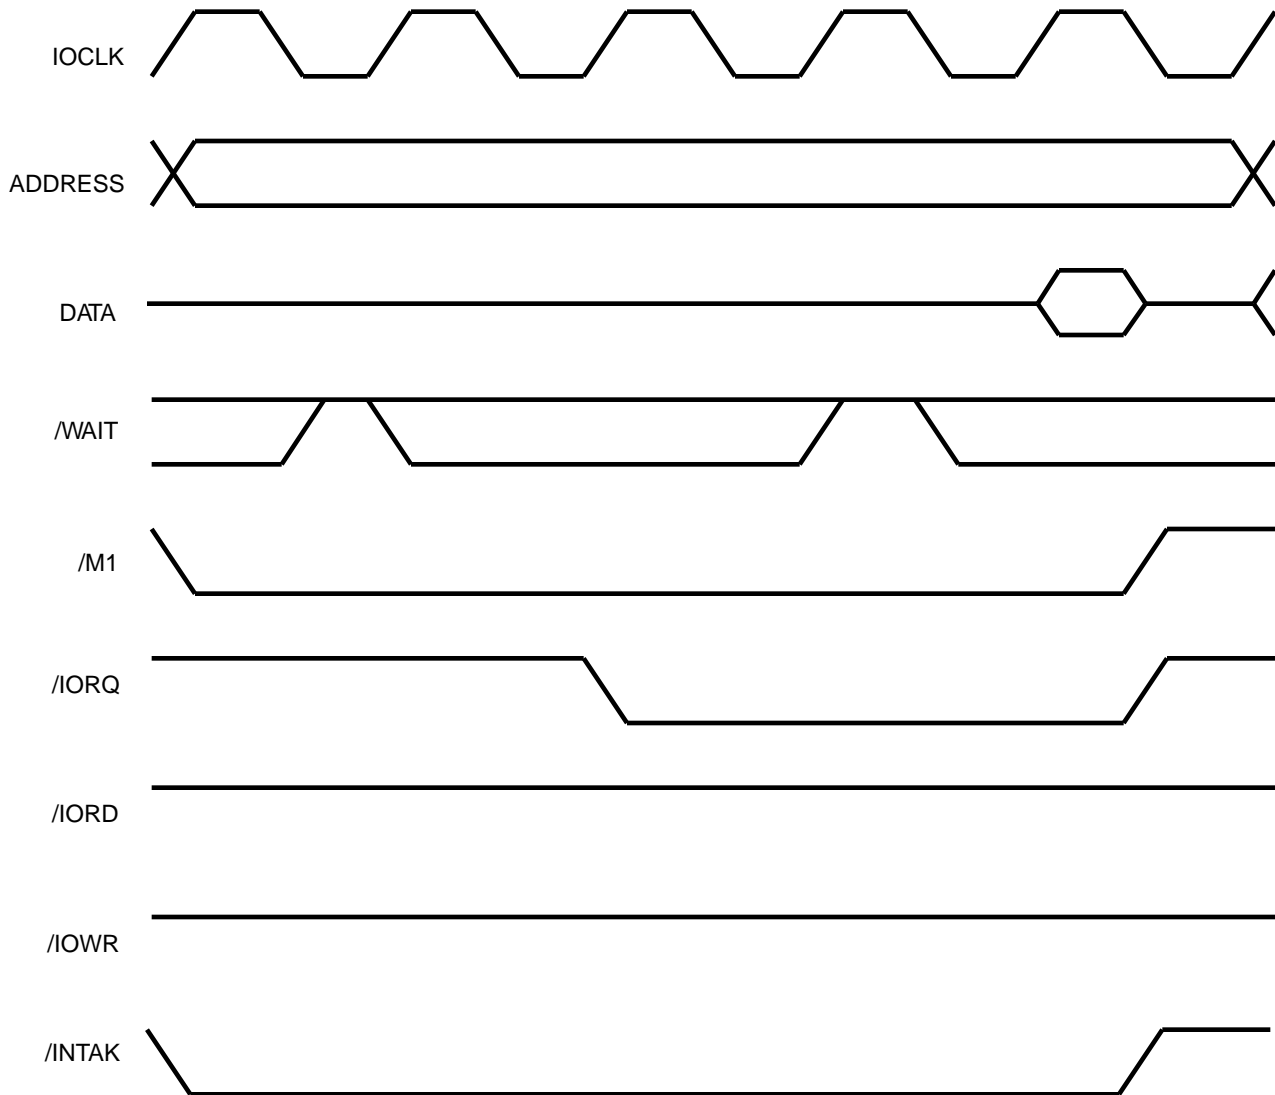 IOCLK
ADDRESS
DATA
/WAIT
/M1
/IORQ
/IORD
/IOWR
/INTAK